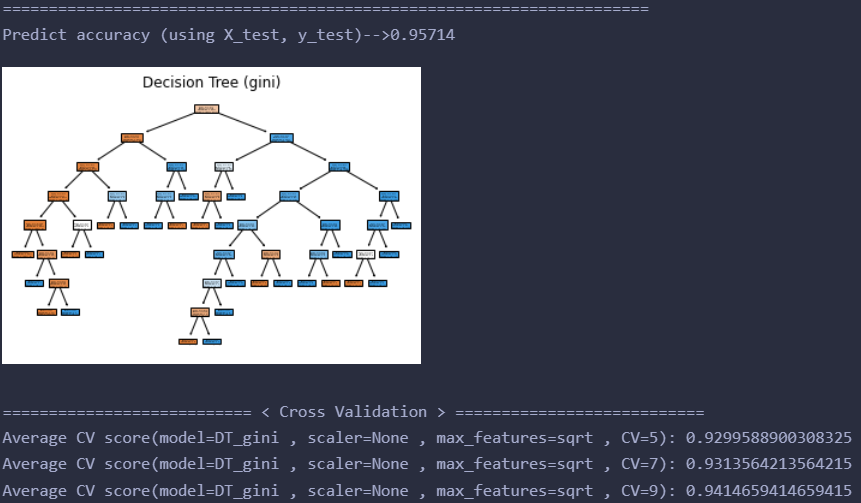 ======================================================================
Predict accuracy (using X_test, y_test)-->0.95714
Decision Tree (gini)
=========================== < Cross Validation > ===========================
Average CV score(model=DT_gini , scaler=None , max_features=sqrt , CV=5): 0.9299588900308325
Average CV score(model=DT_gini , scaler=None , max_features=sqrt , CV=7): 0.9313564213564215
Average CV score(model=DT_gini , scaler=None , max_features=sqrt , CV=9): 0.9414659414659415